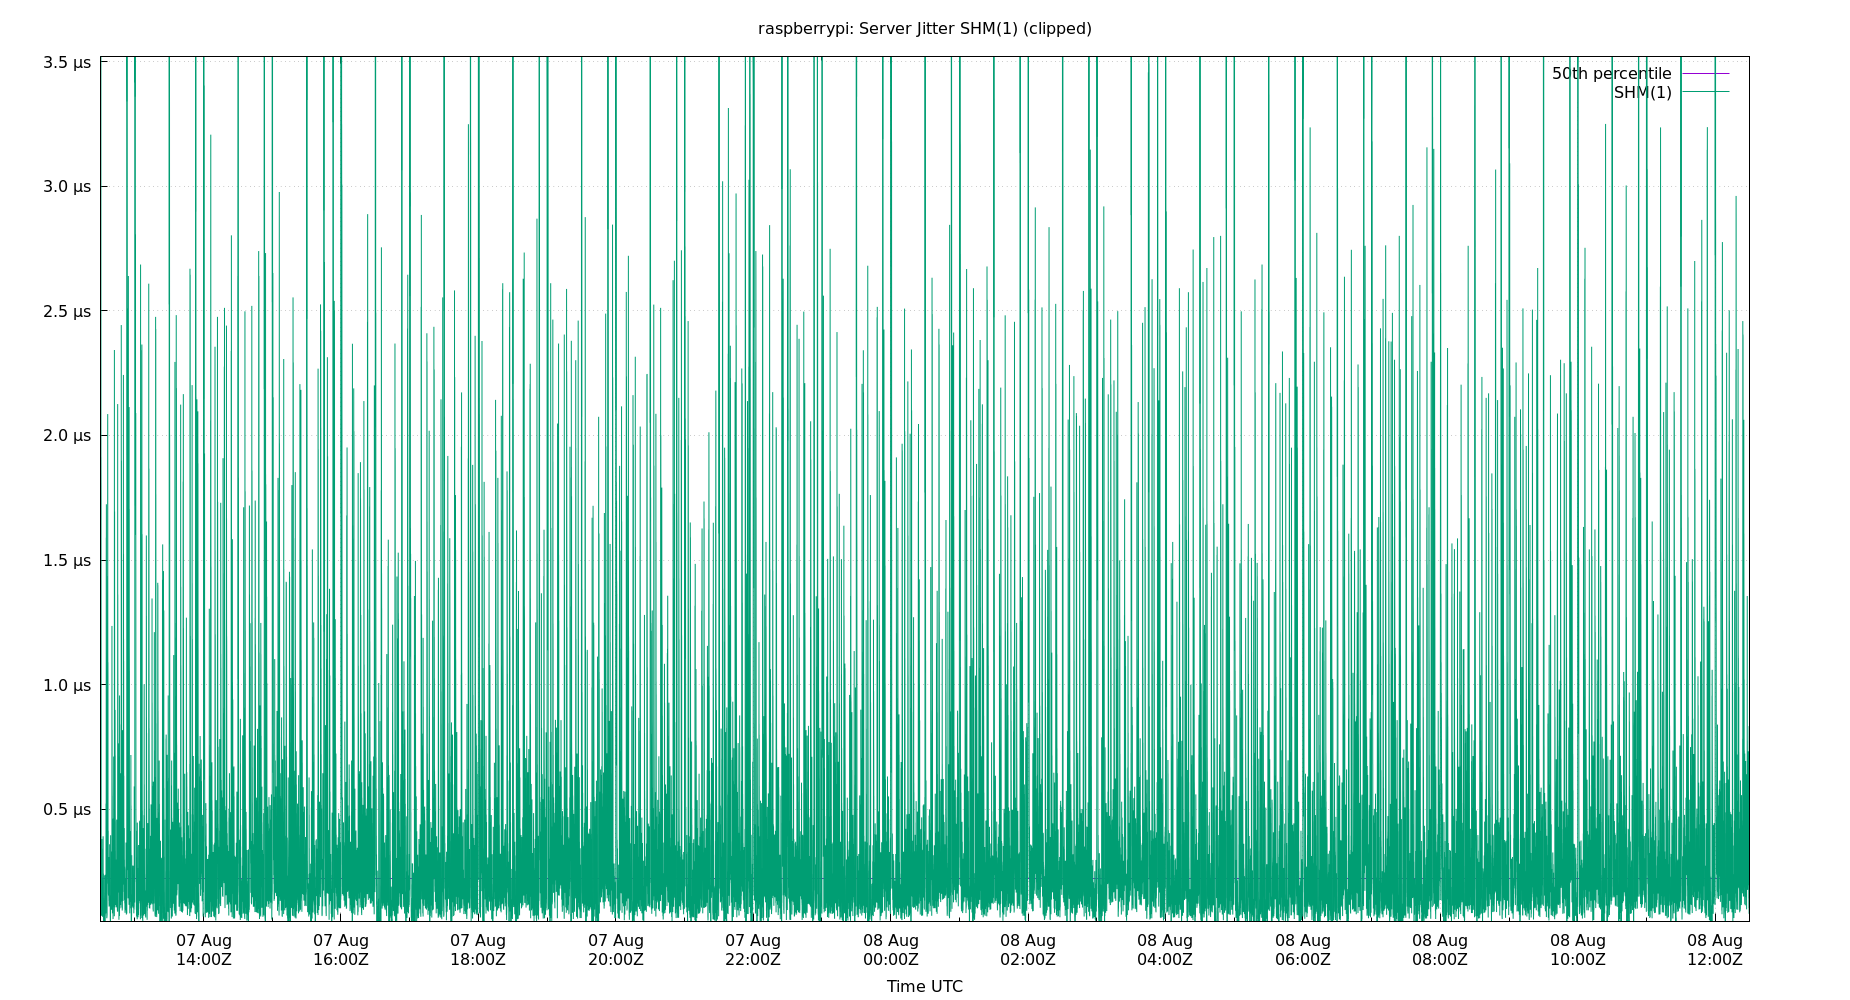 raspberrypi: Server Jitter SHM(1) (clipped)
3.5 µs
3.0 µs
2.5 µs
2.0 µs
1.5 µs
1.0 µs
0.5 µs
50th percentile
SHM(1)
07 Aug 07 Aug 07 Aug 07 Aug 07 Aug 08 Aug 08 Aug 08 Aug 08 Aug 08 Aug 08 Aug 08 Aug
14:00Z 16:00Z 18:00Z 20:00Z 22:00Z 00:00Z 02:00Z 04:00Z 06:00Z 08:00Z 10:00Z 12:00Z
Time UTC